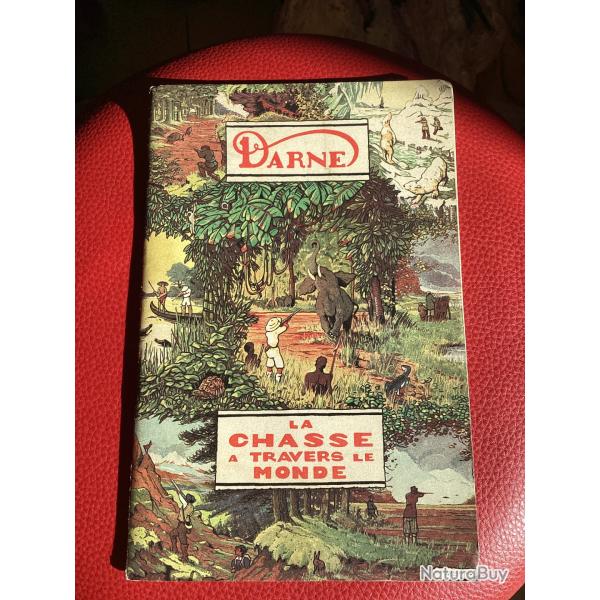 DARNE
LA
CHASSE
A TRAVERS LE
MONDE
NaturaBuy